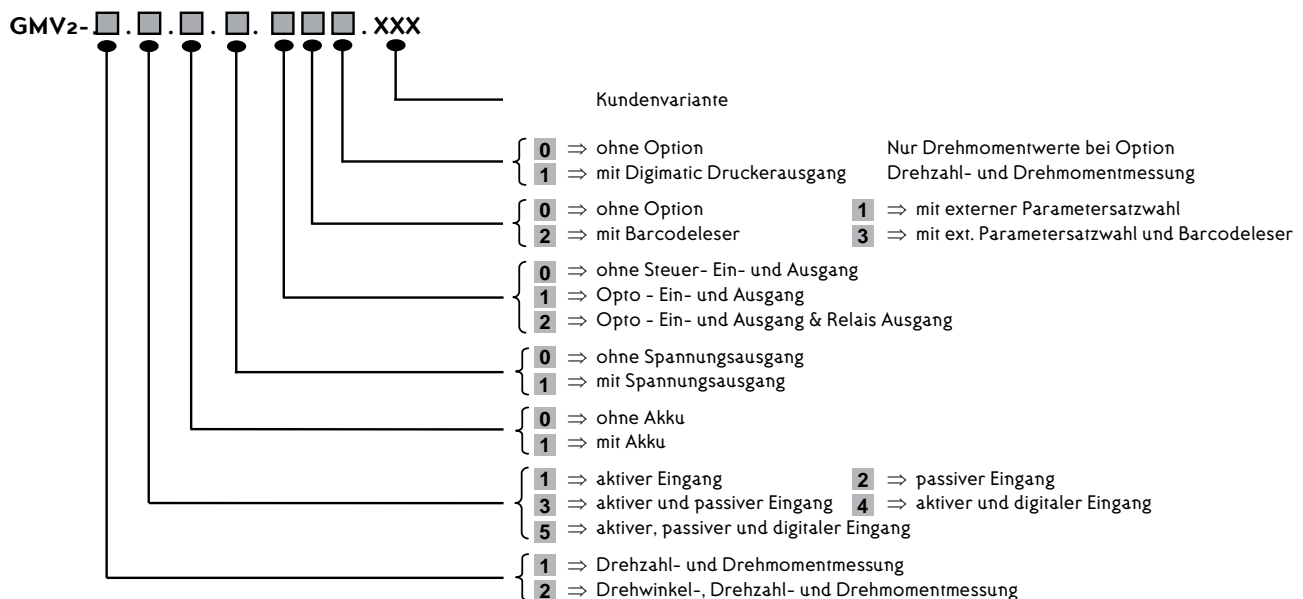 GMV2- . . . . . XXX
Kundenvariante
0 ⇒ ohne Option Nur Drehmomentwerte bei Option
1 ⇒ mit Digimatic Druckerausgang Drehzahl- und Drehmomentmessung
0 ⇒ ohne Option 1 ⇒ mit externer Parametersatzwahl
2 ⇒ mit Barcodeleser 3 ⇒ mit ext. Parametersatzwahl und Barcodeleser
0 ⇒ ohne Steuer- Ein- und Ausgang
1 ⇒ Opto - Ein- und Ausgang
2 ⇒ Opto - Ein- und Ausgang & Relais Ausgang
0 ⇒ ohne Spannungsausgang
1 ⇒ mit Spannungsausgang
0 ⇒ ohne Akku
1 ⇒ mit Akku
1 ⇒ aktiver Eingang 2 ⇒ passiver Eingang
3 ⇒ aktiver und passiver Eingang 4 ⇒ aktiver und digitaler Eingang
5 ⇒ aktiver, passiver und digitaler Eingang
1 ⇒ Drehzahl- und Drehmomentmessung
2 ⇒ Drehwinkel-, Drehzahl- und Drehmomentmessung